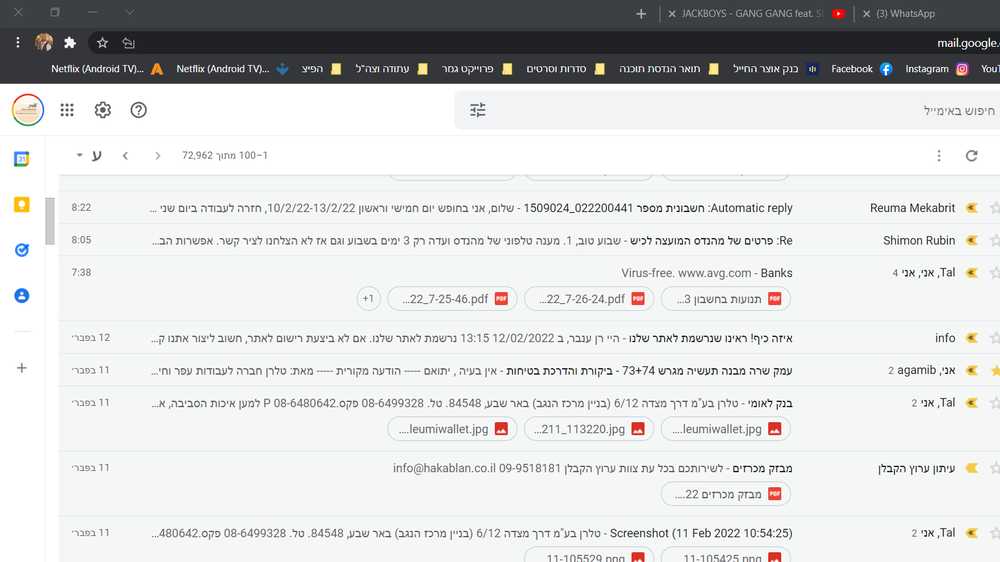 (3) WhatsApp
JACKBOYS - GANG GANG feat. S
mail.google.c
YouT
Instagram
Facebook
בנק אוצר החייל
תואר הנדסת תוכנה
סדרות וסרטים
פרוייקט גמר
עתודה וצה"ל
הפיצ
Netflix (Android TV)...
Netflix (Android TV)...
חיפוש באימייל
1–100 מתוך 72,962
ע
31
Reuma Mekabrit
Automatic reply: חשבונית מספר 022200441_1509024 - שלום, אני בחופש יום חמישי וראשון 10/2/22-13/2/22, חזרה לעבודה ביום שני ...
8:22
Shimon Rubin
Re: פרטים של מהנדס המועצה לכיש - שבוע טוב, 1. מענה טלפוני של מהנדס ועדה רק 3 ימים בשבוע וגם אז לא הצלחנו לציר קשר. אפשרות הב...
8:05
Tal, אני, אני 4
Banks - Virus-free. www.avg.com
7:38
PDF תנועות בחשבון 3...
PDF ...22_7-26-24.pdf
PDF ...22_7-25-46.pdf
+1
info
איזה כיף! ראינו שנרשמת לאתר שלנו - היי רן ענבר, ב 12/02/2022 13:15 נרשמת לאתר שלנו. אם לא ביצעת רישום לאתר, חשוב ליצור אתנו ק...
12 בפבר׳
אני, agamib 2
עמק שרה מבנה תעשיה מגרש 73+74 - ביקורת והדרכת בטיחות - אין בעיה , יתואם ----- הודעה מקורית ----- מאת: טלרן חברה לעבודות עפר וחי...
11 בפבר׳
Tal, אני 2
בנק לאומי - טלרן בע"מ דרך מצדה 6/12 (בניין מרכז הנגב) באר שבע, 84548. טל. 08-6499328 פקס. 08-6480642 P למען איכות הסביבה, א...
11 בפבר׳
...leumiwallet.jpg
...211_113220.jpg
...leumiwallet.jpg
עיתון ערוץ הקבלן
מבזק מכרזים - לשירותכם בכל עת צוות ערוץ הקבלן 09-9518181 info@hakablan.co.il
11 בפבר׳
PDF מבזק מכרזים 22...
Tal, אני 2
Screenshot (11 Feb 2022 10:54:25) - טלרן בע"מ דרך מצדה 6/12 (בניין מרכז הנגב) באר שבע, 84548. טל. 08-6499328 פקס. 480642...
11 בפבר׳
11-105425.png
11-105529.png